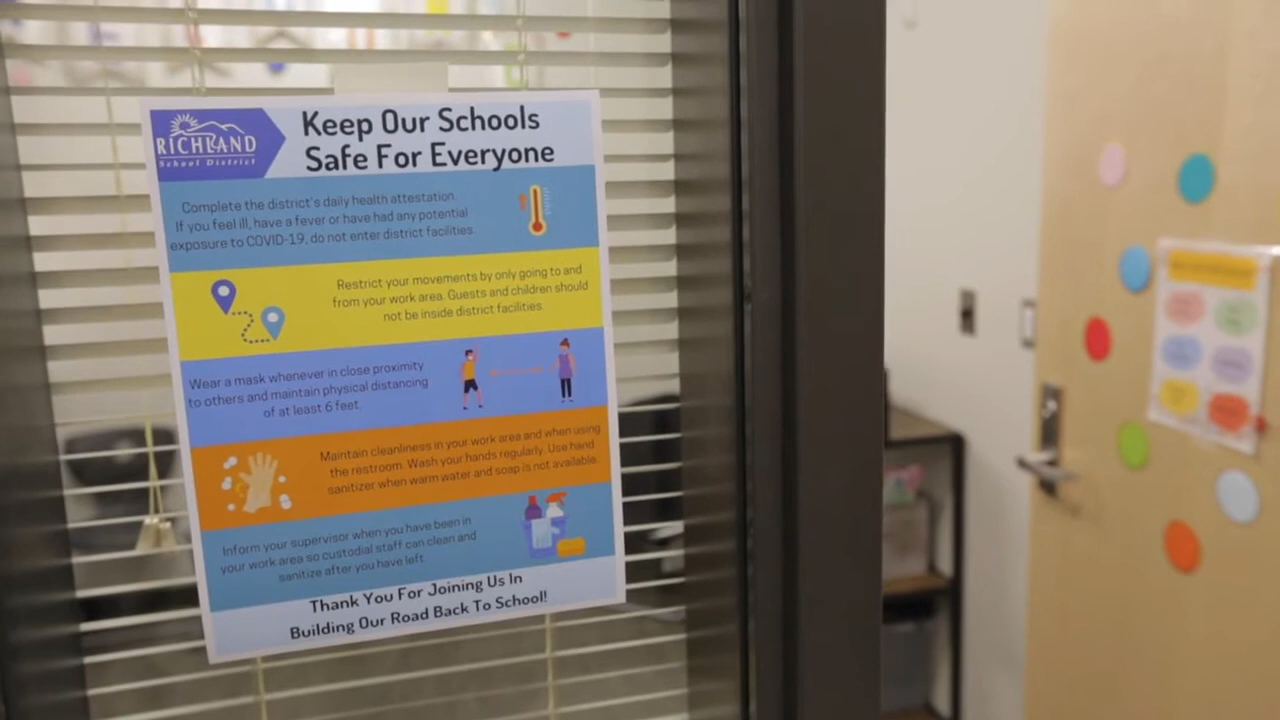 RICHLAND
School District
Keep Our Schools
Safe For Everyone
Complete the district's daily health attestation.
If you feel ill, have a fever or have had any potential
exposure to COVID-19, do not enter district facilities.
Restrict your movements by only going to and
from your work area. Guests and children should
not be inside district facilities.
Wear a mask whenever in close proximity
to others and maintain physical distancing
of at least 6 feet.
Maintain cleanliness in your work area and when using
the restroom. Wash your hands regularly. Use hand
sanitizer when warm water and soap is not available.
Inform your supervisor when you have been in
your work area so custodial staff can clean and
sanitize after you have left.
Thank You For Joining Us In
Building Our Road Back To School!